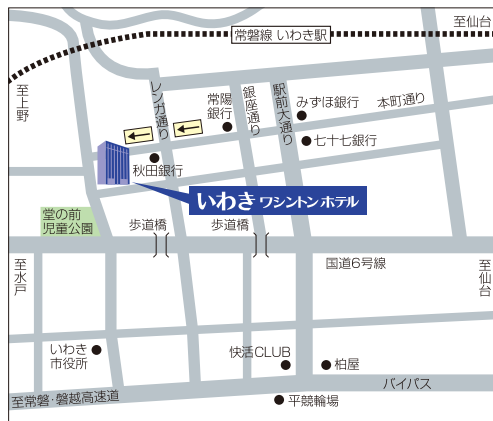 至仙台
常磐線 いわき駅
至上野
レンガ通り
常陽
銀行
銀座通り
駅前大通り
みずほ銀行
本町通り
七十七銀行
秋田銀行
いわき ワシントンホテル
堂の前
児童公園
歩道橋
歩道橋
国道6号線
至水戸
至仙台
いわき
市役所
快活CLUB
柏屋
バイパス
至常磐・磐越高速道
平競輪場